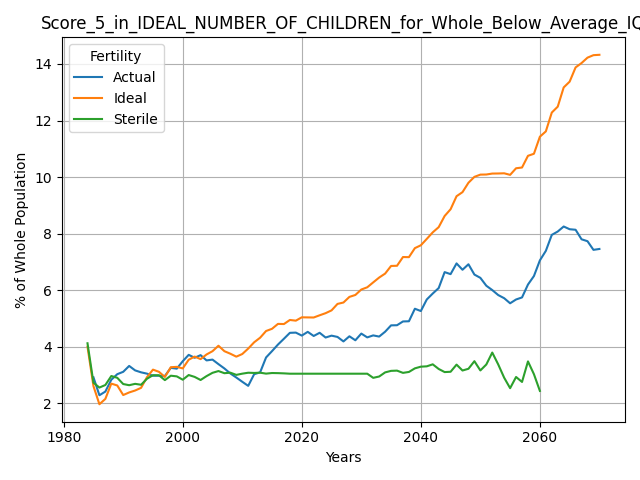 Score_5_in_IDEAL_NUMBER_OF_CHILDREN_for_Whole_Below_Average_IQ
Fertility
Actual
Ideal
Sterile
% of Whole Population
14
12
10
8
6
4
2
1980 2000 2020 2040 2060
Years